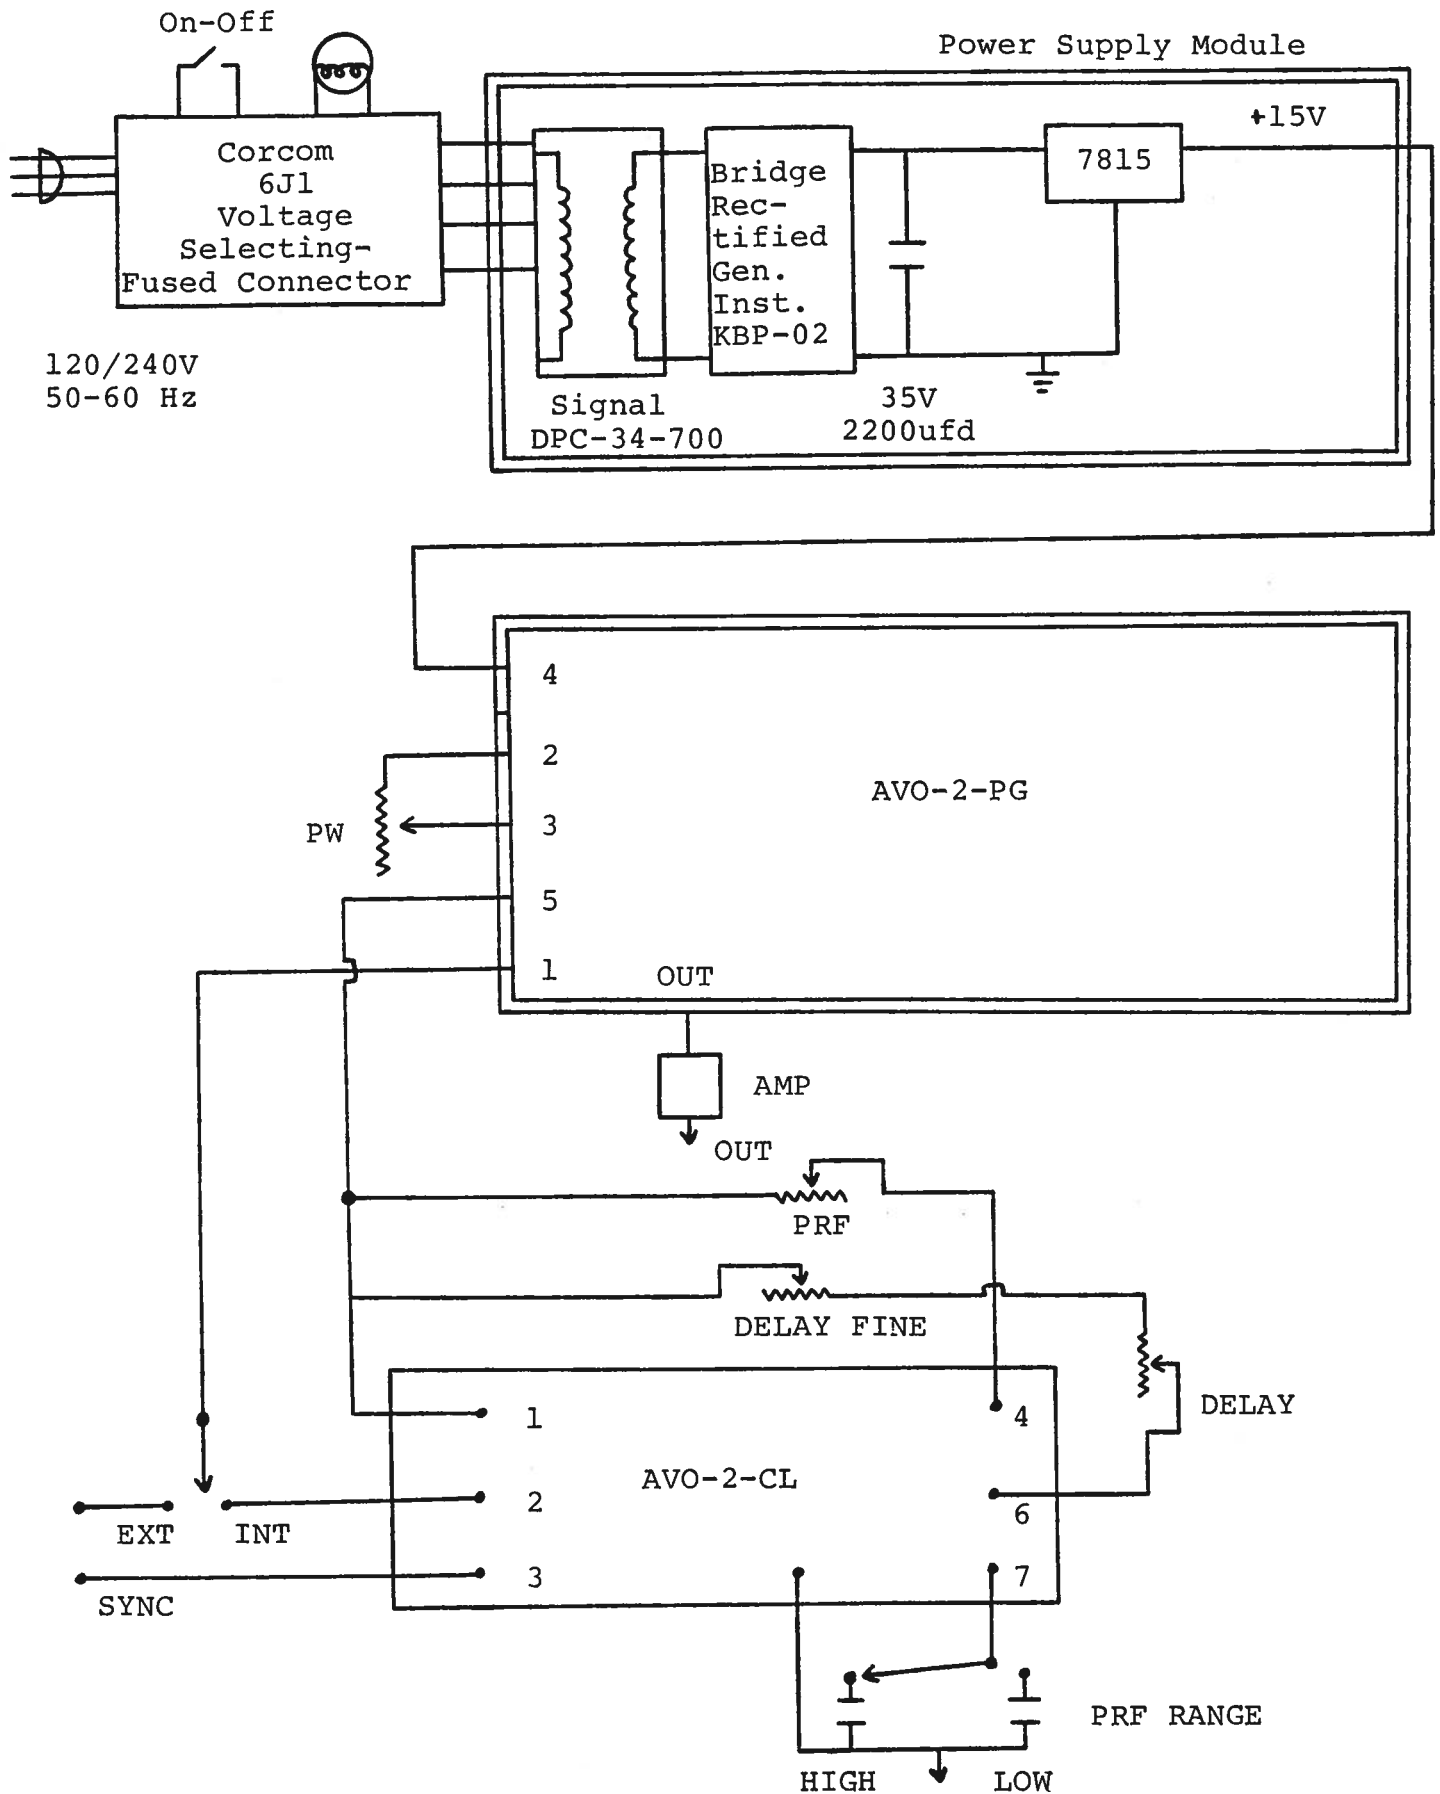 On-Off
Power Supply Module
+15V
Corcom
6J1
Voltage
Selecting-
Fused Connector
Bridge
Rec-
tified
Gen.
Inst.
KBP-02
7815
120/240V
50-60 Hz
Signal
DPC-34-700
35V
2200ufd
4
2
AVO-2-PG
PW
3
5
1
OUT
AMP
OUT
PRF
DELAY FINE
DELAY
1
4
AVO-2-CL
2
6
EXT
INT
3
7
SYNC
PRF RANGE
HIGH
LOW